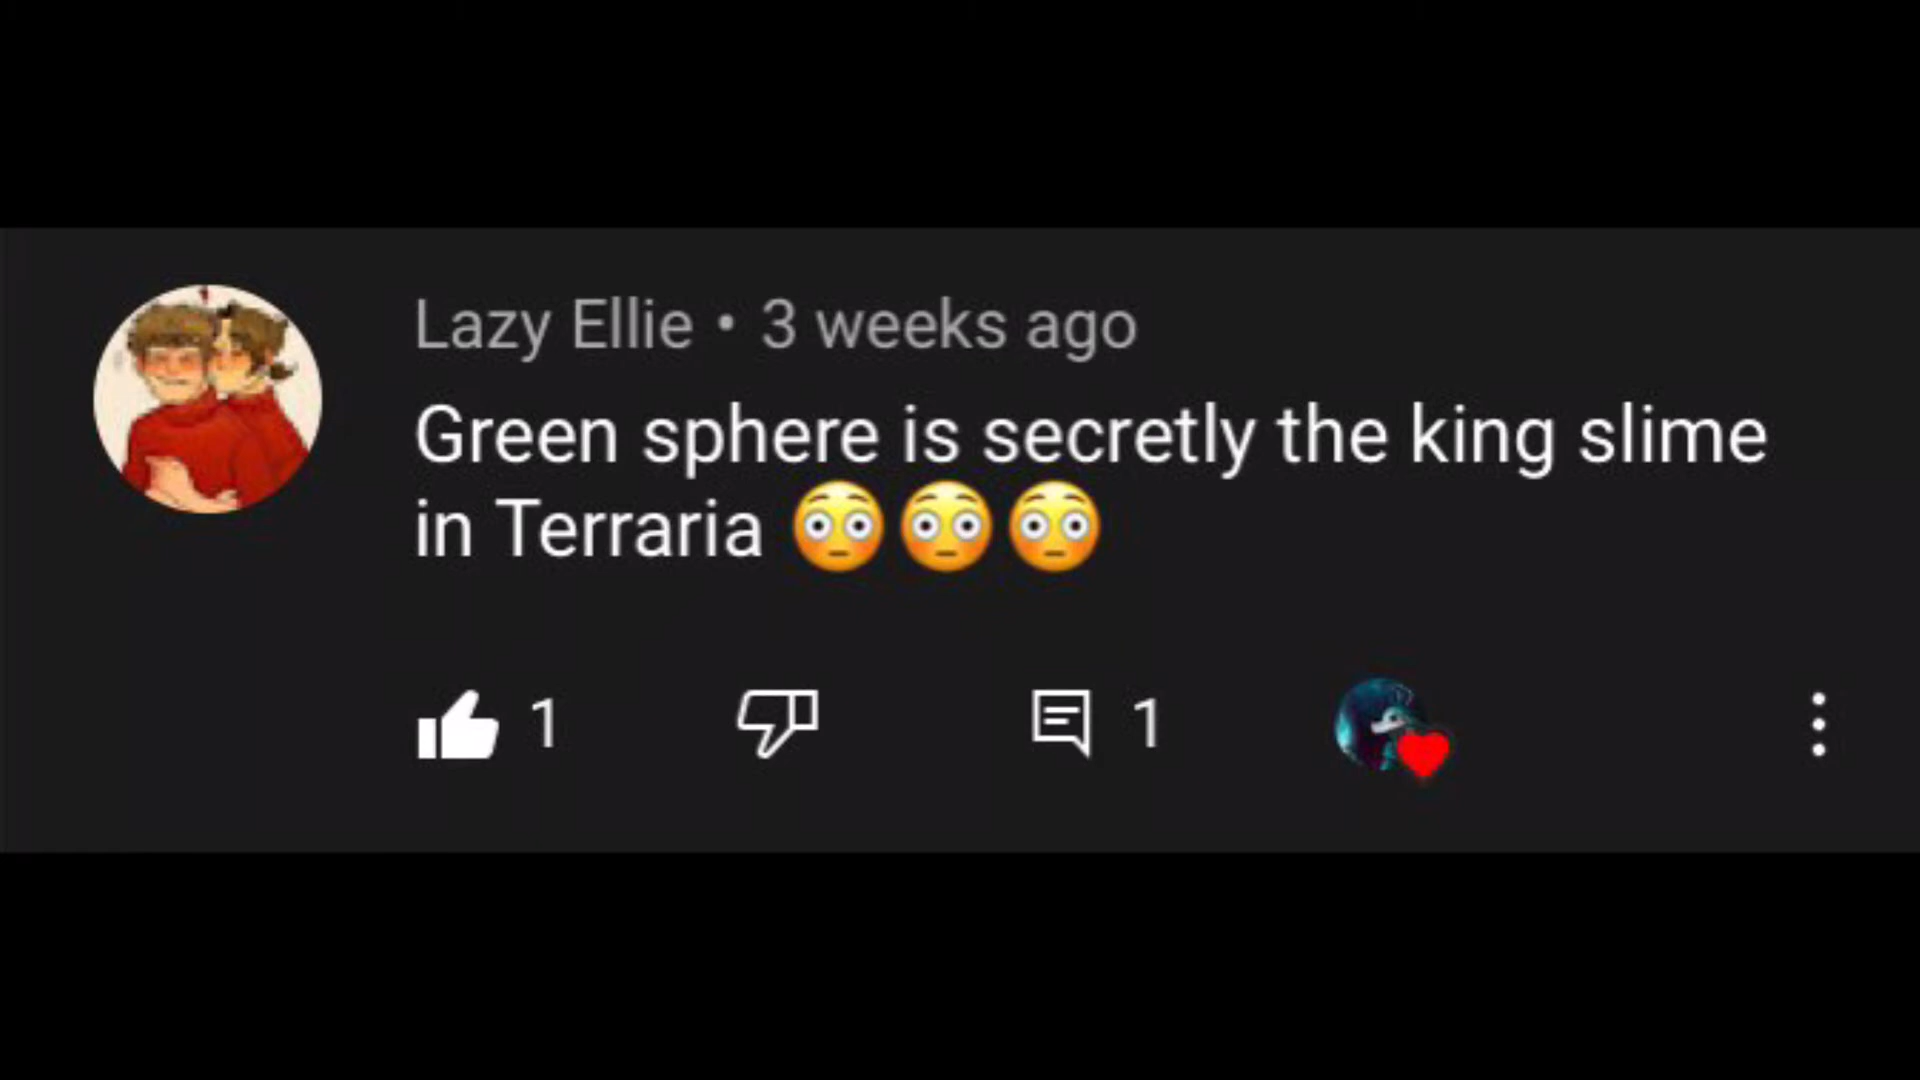 Lazy Ellie • 3 weeks ago
Green sphere is secretly the king slime
in Terraria 😳😳😳
1
1